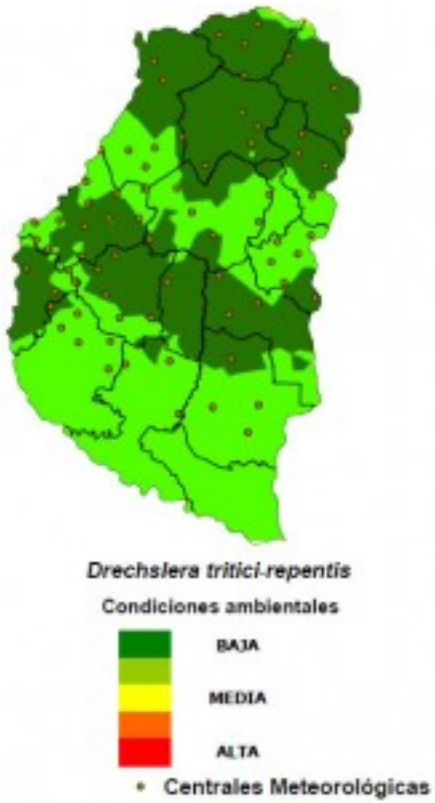 Drechslera tritici-repentis
Condiciones ambientales
BAJA
MEDIA
ALTA
Centrales Meteorológicas